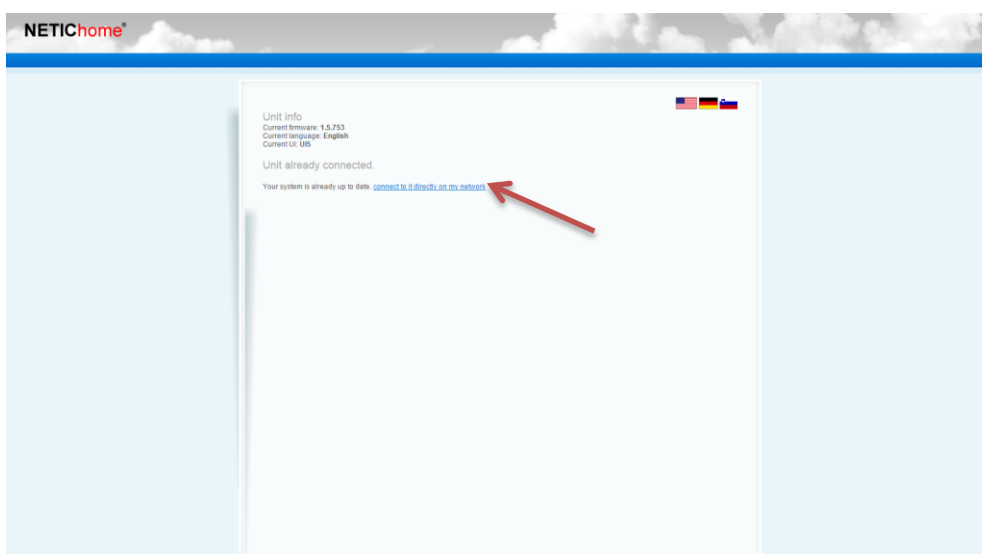 NETIChome®
Unit info
Current firmware: 1.5.753
Current language: English
Current UI: UI5
Unit already connected.
Your system is already up to date. connect to it directly on my network